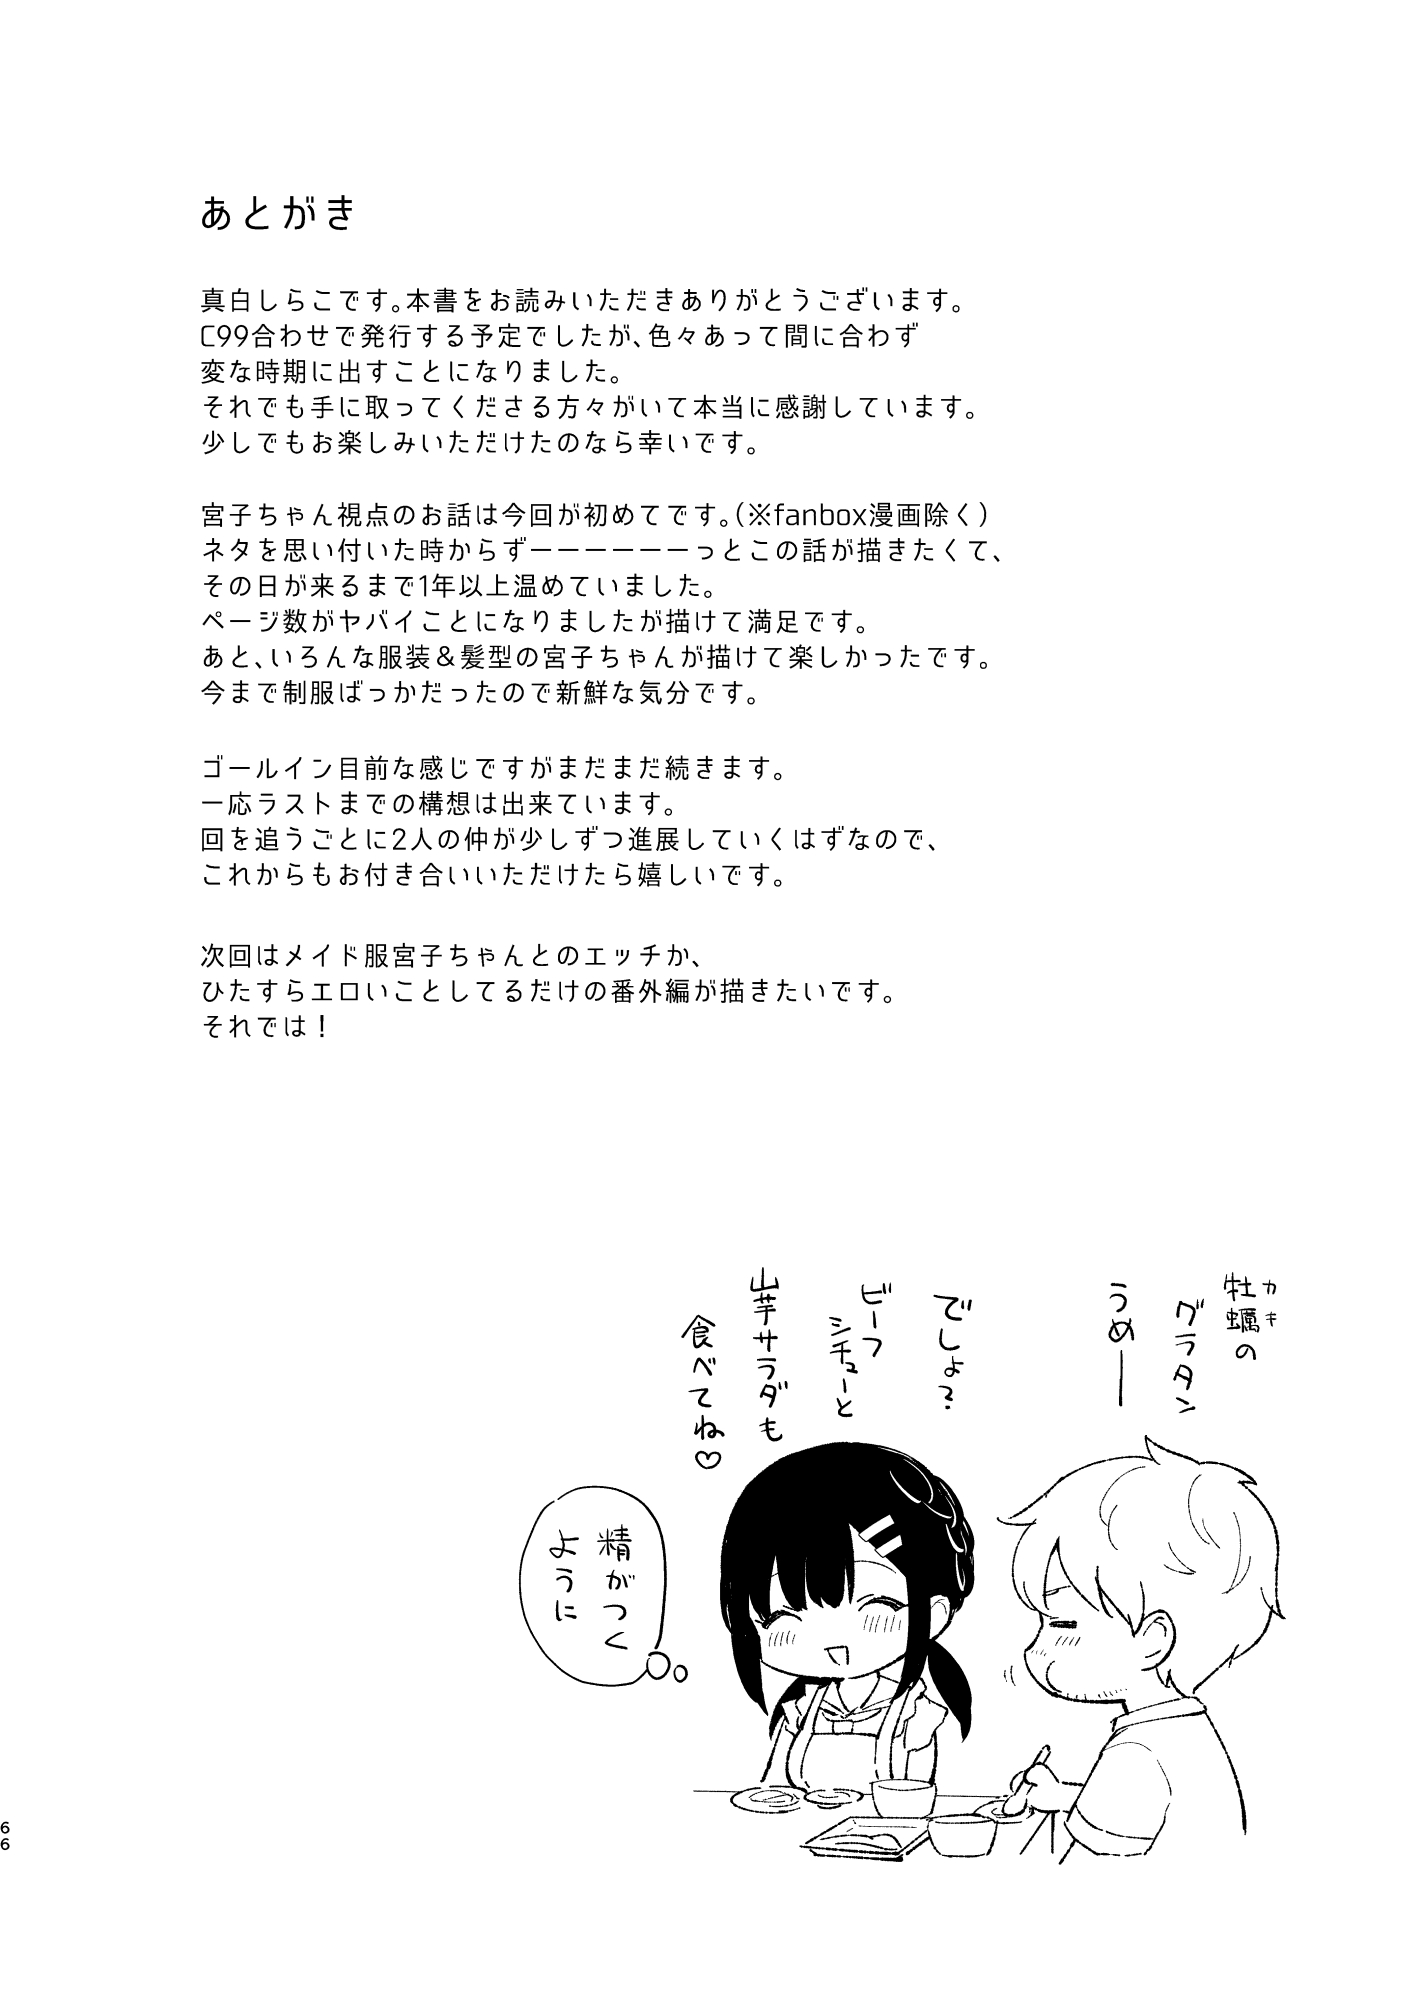 あとがき
真白しらこです。本書をお読みいただきありがとうございます。
C99合わせで発行する予定でしたが、色々あって間に合わず
変な時期に出すことになりました。
それでも手に取ってくださる方々がいて本当に感謝しています。
少しでもお楽しみいただけたのなら幸いです。
宮子ちゃん視点のお話は今回が初めてです。（※fanbox漫画除く）
ネタを思い付いた時からずーーーーーーっとこの話が描きたくて、
その日が来るまで1年以上温めていました。
ページ数がヤバイことになりましたが描けて満足です。
あと、いろんな服装＆髪型の宮子ちゃんが描けて楽しかったです。
今まで制服ばっかだったので新鮮な気分です。
ゴールイン目前な感じですがまだまだ続きます。
一応ラストまでの構想は出来ています。
回を追うごとに2人の仲が少しずつ進展していくはずなので、
これからもお付き合いいただけたら嬉しいです。
次回はメイド服宮子ちゃんとのエッチか、
ひたすらエロいことしてるだけの番外編が描きたいです。
それでは！
カキ
牡蠣の
グラタン
うめー
でしょ？
ビーフ
シチューと
山芋サラダも
食べてね♡
精がつく
ように
66